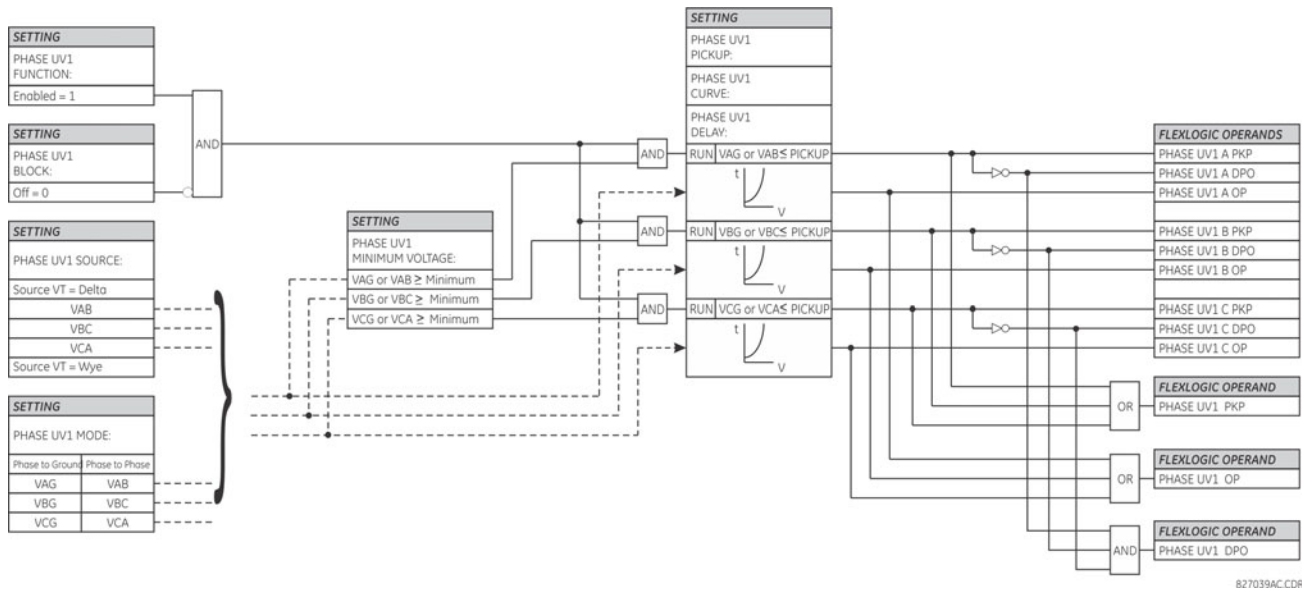 SETTING
PHASE UV1
FUNCTION:
Enabled = 1
SETTING
PHASE UV1
BLOCK:
Off = 0
SETTING
PHASE UV1 SOURCE:
Source VT = Delta
VAB
VBC
VCA
Source VT = Wye
SETTING
PHASE UV1 MODE:
Phase to Ground Phase to Phase
VAG VAB
VBG VBC
VCG VCA
AND
SETTING
PHASE UV1
MINIMUM VOLTAGE:
VAG or VAB ≥ Minimum
VBG or VBC ≥ Minimum
VCG or VCA ≥ Minimum
AND
AND
AND
SETTING
PHASE UV1
PICKUP:
PHASE UV1
CURVE:
PHASE UV1
DELAY:
RUN VAG or VAB ≤ PICKUP
t
V
RUN VBG or VBC ≤ PICKUP
t
V
RUN VCG or VCA ≤ PICKUP
t
V
FLEXLOGIC OPERANDS
PHASE UV1 A PKP
PHASE UV1 A DPO
PHASE UV1 A OP
PHASE UV1 B PKP
PHASE UV1 B DPO
PHASE UV1 B OP
PHASE UV1 C PKP
PHASE UV1 C DPO
PHASE UV1 C OP
OR
FLEXLOGIC OPERAND
PHASE UV1 PKP
OR
FLEXLOGIC OPERAND
PHASE UV1 OP
AND
FLEXLOGIC OPERAND
PHASE UV1 DPO
827039AC.CDR